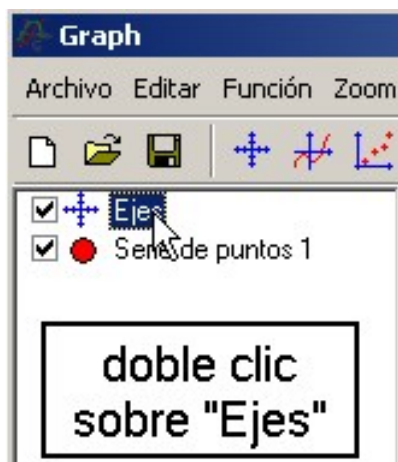 Graph
Archivo Editar Función Zoom
Ejes
Serie de puntos 1
doble clic
sobre "Ejes"